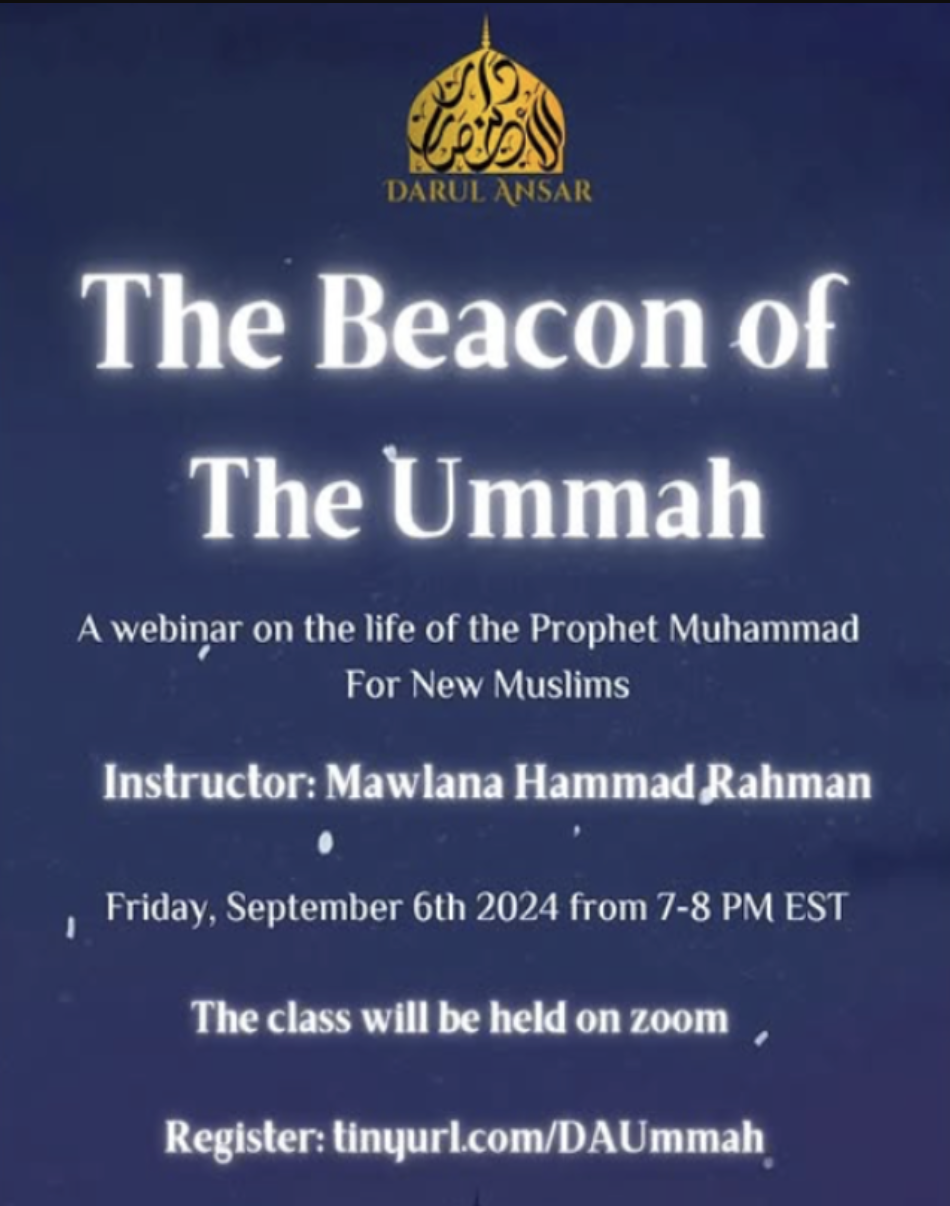 دار
الأنصار
DARUL ANSAR
The Beacon of
The Ummah
A webinar on the life of the Prophet Muhammad
For New Muslims
Instructor: Mawlana Hammad Rahman
Friday, September 6th 2024 from 7-8 PM EST
The class will be held on zoom
Register: tinyurl.com/DAUmmah